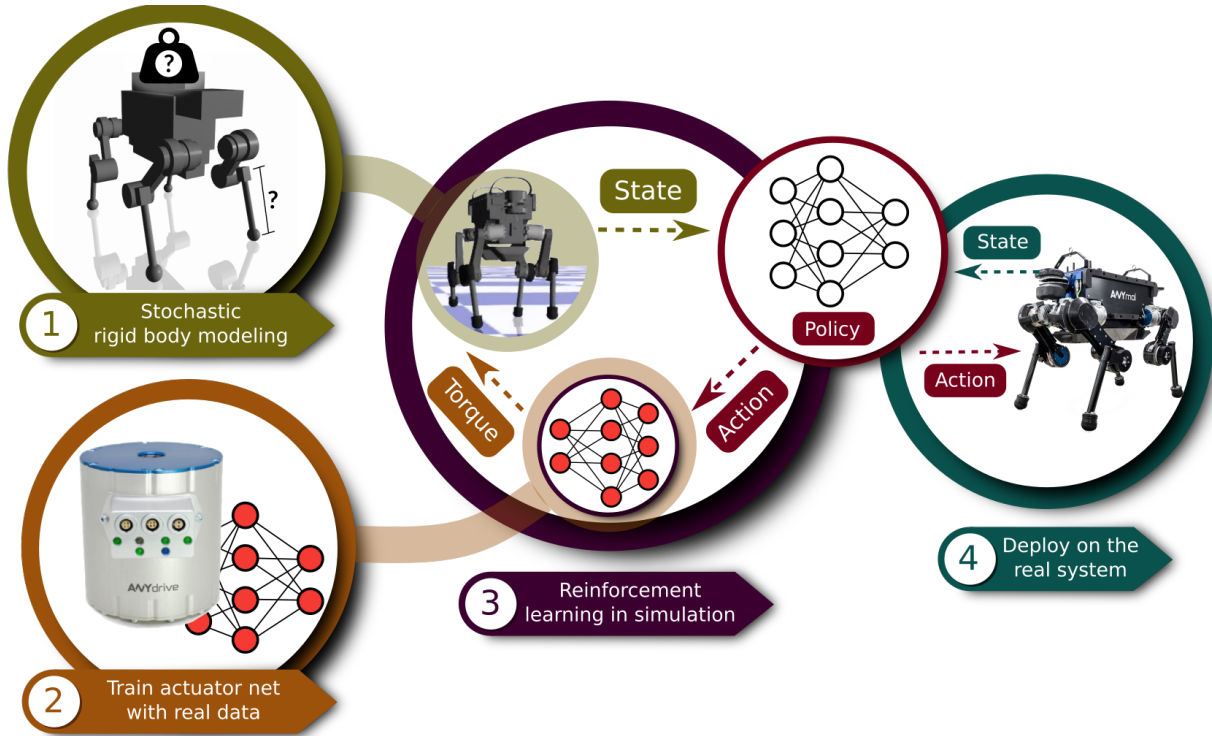 ?
?
1
Stochastic
rigid body modeling
ANYdrive
2
Train actuator net
with real data
State
Policy
Action
Torque
3
Reinforcement
learning in simulation
State
ANYmal
Action
4
Deploy on the
real system